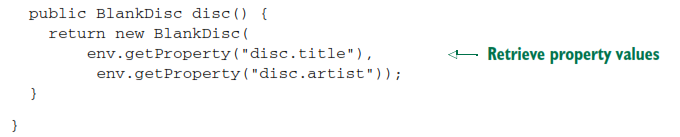 public BlankDisc disc() {
return new BlankDisc(
env.getProperty("disc.title"), Retrieve property values
env.getProperty("disc.artist"));
}
}